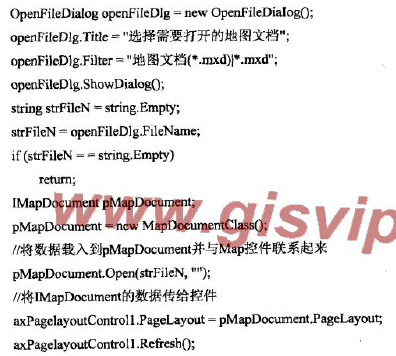 OpenFileDialog openFileDlg = new OpenFileDialog();
openFileDlg.Title = "选择需要打开的地图文档";
openFileDlg.Filter = "地图文档(*.mxd)|*.mxd";
openFileDlg.ShowDialog();
string strFileN = string.Empty;
strFileN = openFileDlg.FileName;
if (strFileN = = string.Empty)
return;
IMapDocument pMapDocument;
pMapDocument = new MapDocumentClass();
www.gisvip
//将数据载入到pMapDocument并与Map控件联系起来
pMapDocument.Open(strFileN, "");
//将IMapDocument的数据传给控件
axPagelayoutControl1.PageLayout = pMapDocument.PageLayout;
axPagelayoutControl1.Refresh();